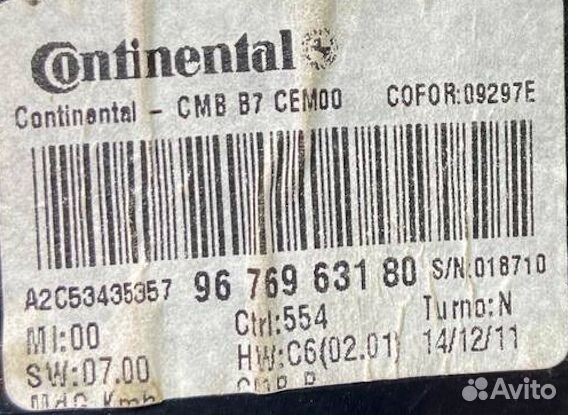 Continental
Continental - CMB B7 CEM00 COFOR:09297E
A2C53435357 96 769 631 80 S/N:018710
MI:00 Ctrl:554 Turno:N
SW:07.00 HW:C6(02.01) 14/12/11
Avito